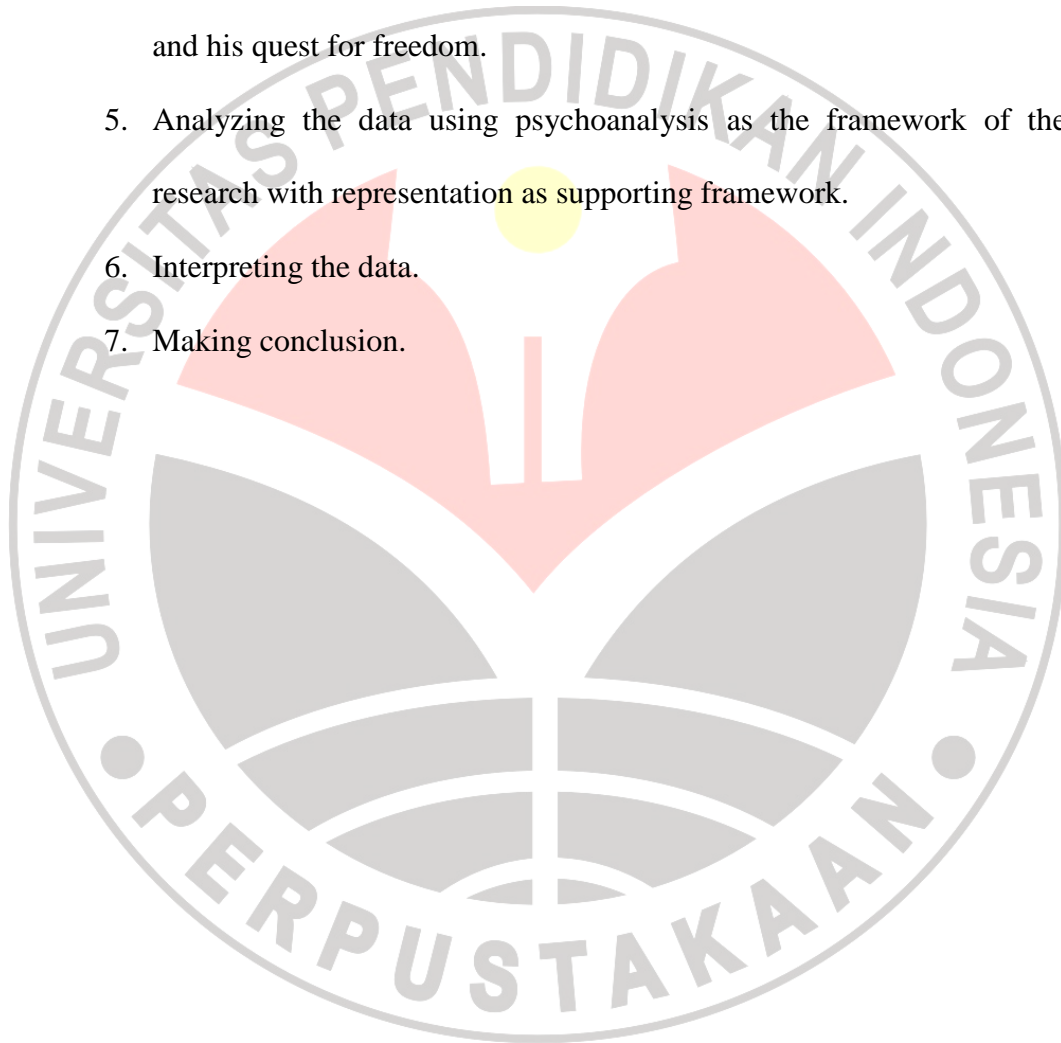 and his quest for freedom.
5. Analyzing the data using psychoanalysis as the framework of the
research with representation as supporting framework.
6. Interpreting the data.
7. Making conclusion.
UNIVERSITAS PENDIDIKAN INDONESIA
PERPUSTAKAAN